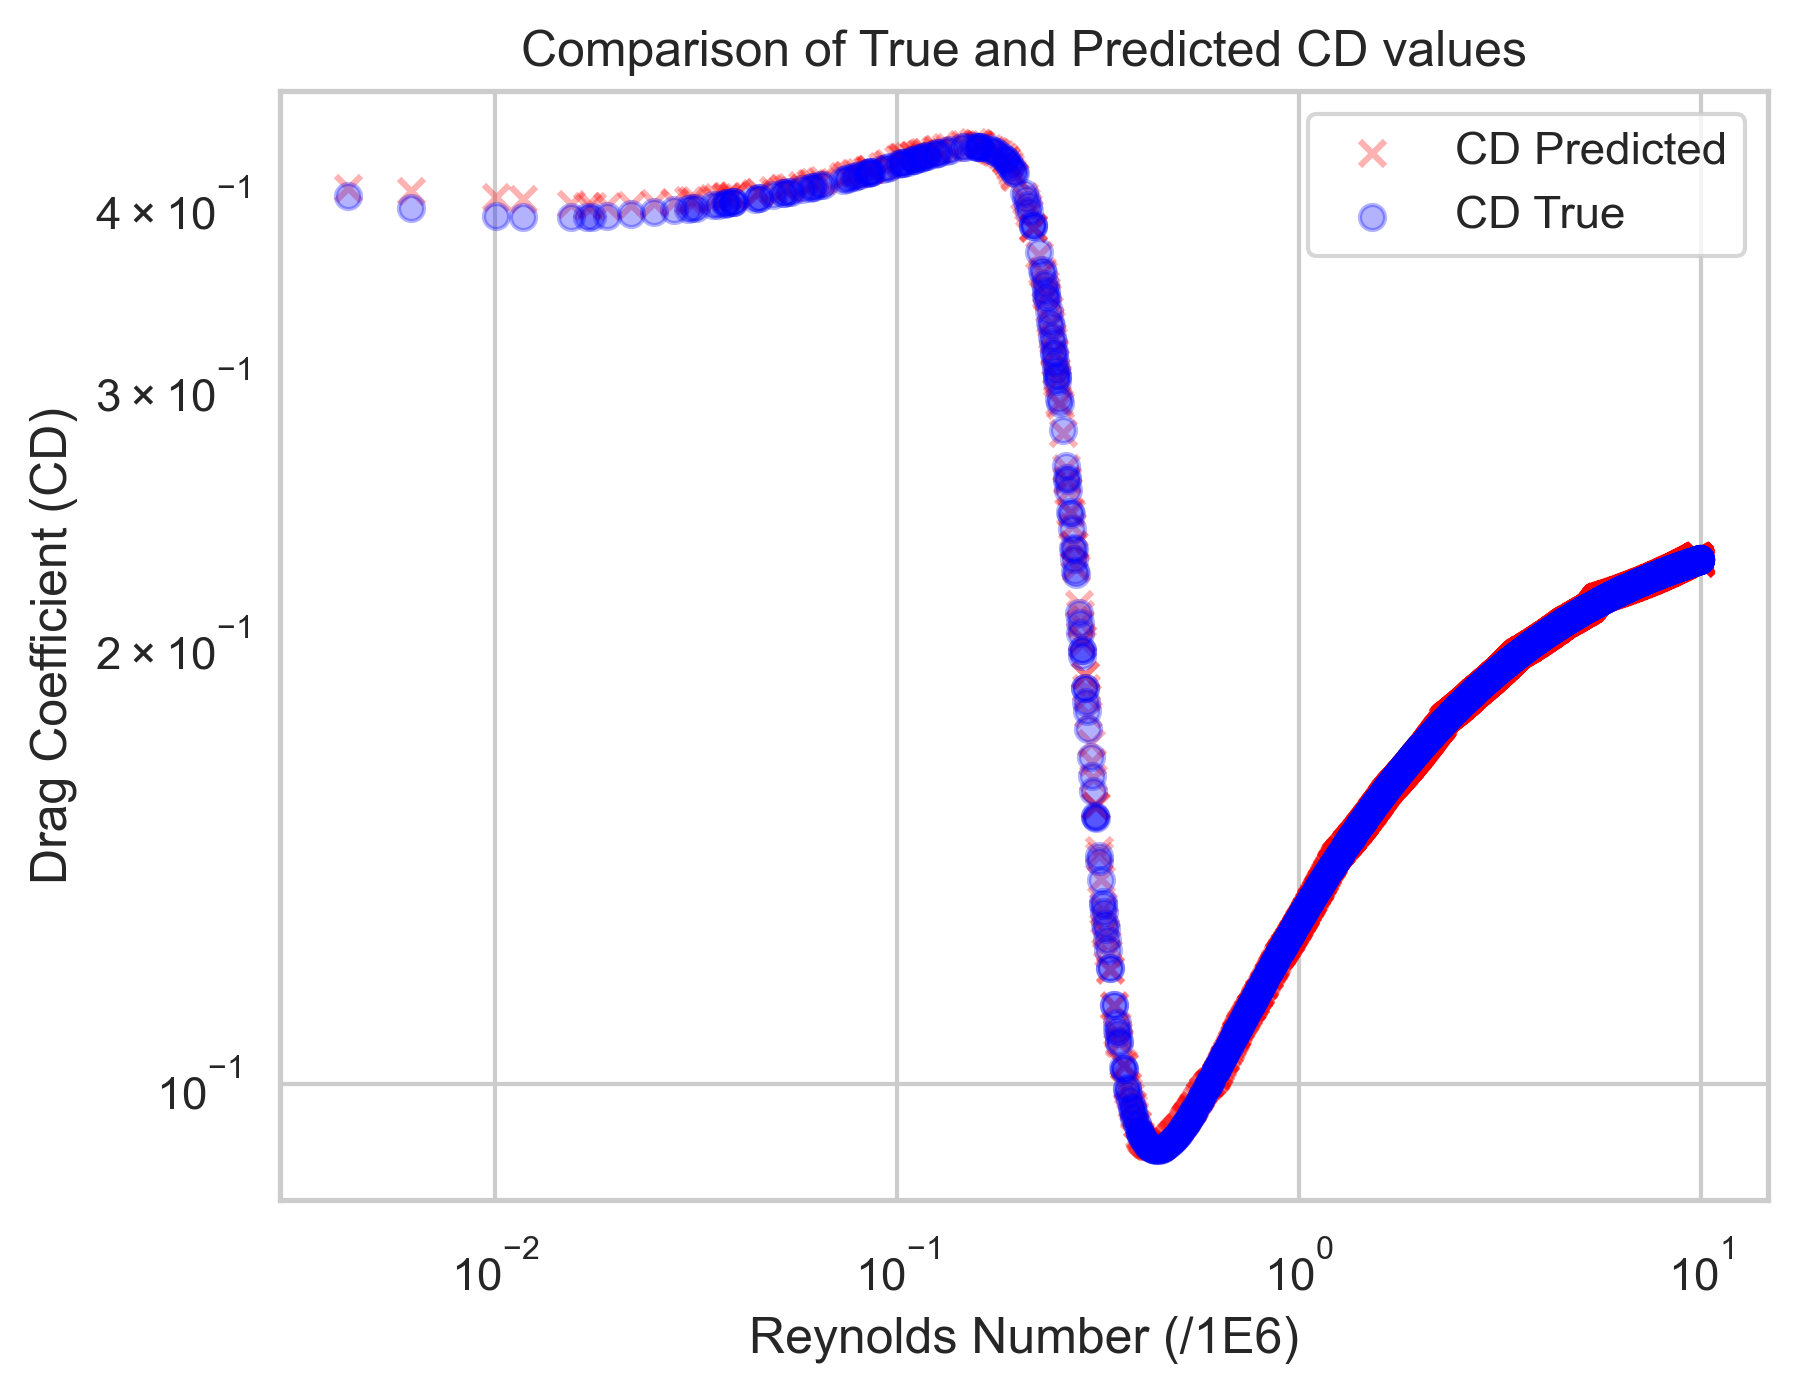 Comparison of True and Predicted CD values
CD Predicted
CD True
4 × 10⁻¹
3 × 10⁻¹
2 × 10⁻¹
10⁻¹
Drag Coefficient (CD)
10⁻² 10⁻¹ 10⁰ 10¹
Reynolds Number (/1E6)